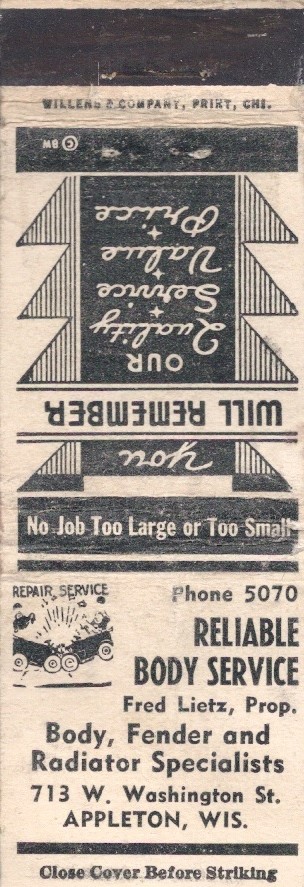 WILLENS & COMPANY, PRINT, CHI.
© BW
You
WILL REMEMBER
OUR
Quality
+
Service
+
Value
+
Price
No Job Too Large or Too Small
REPAIR SERVICE
Phone 5070
RELIABLE
BODY SERVICE
Fred Lietz, Prop.
Body, Fender and
Radiator Specialists
713 W. Washington St.
APPLETON, WIS.
Close Cover Before Striking